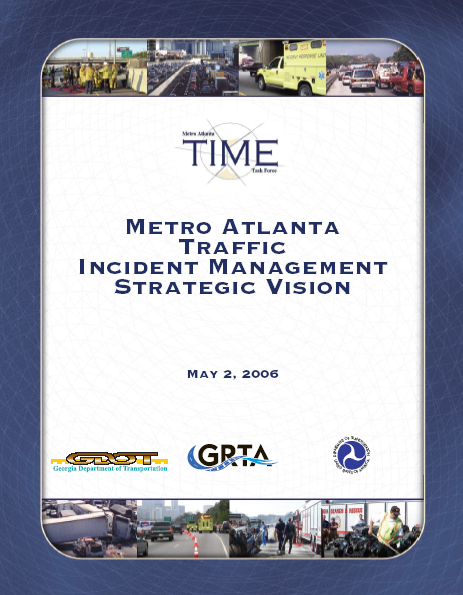 Metro Atlanta
TIME
Task Force
METRO ATLANTA
TRAFFIC
INCIDENT MANAGEMENT
STRATEGIC VISION
MAY 2, 2006
GDOT
Georgia Department of Transportation
GRTA